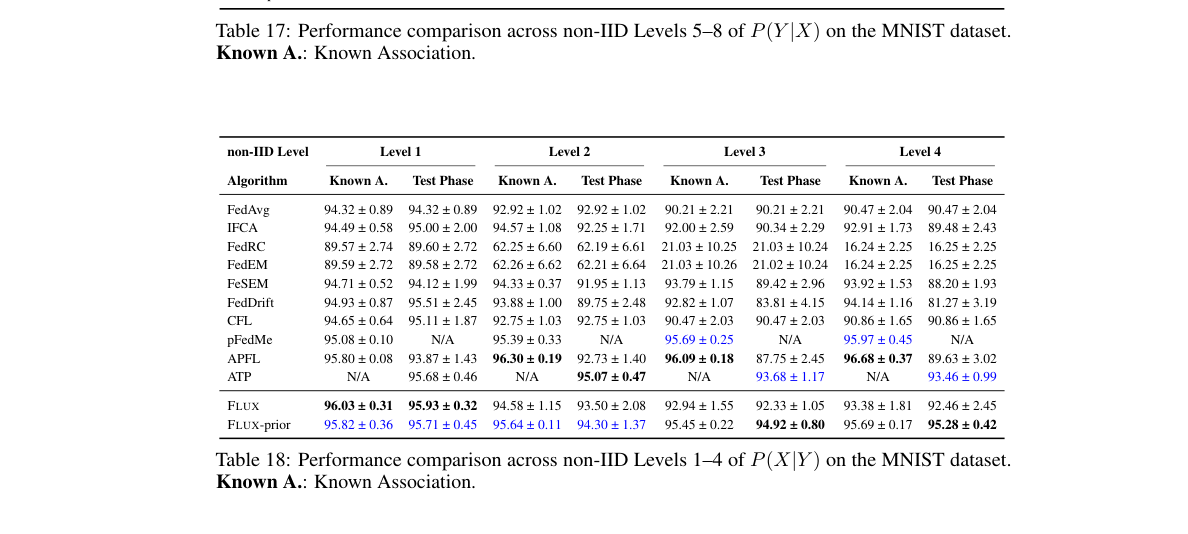 Table 17: Performance comparison across non-IID Levels 5–8 of P(Y|X) on the MNIST dataset.
Known A.: Known Association.
non-IID Level Level 1 Level 2 Level 3 Level 4
Algorithm Known A. Test Phase Known A. Test Phase Known A. Test Phase Known A. Test Phase
FedAvg 94.32 ± 0.89 94.32 ± 0.89 92.92 ± 1.02 92.92 ± 1.02 90.21 ± 2.21 90.21 ± 2.21 90.47 ± 2.04 90.47 ± 2.04
IFCA 94.49 ± 0.58 95.00 ± 2.00 94.57 ± 1.08 92.25 ± 1.71 92.00 ± 2.59 90.34 ± 2.29 92.91 ± 1.73 89.48 ± 2.43
FedRC 89.57 ± 2.74 89.60 ± 2.72 62.25 ± 6.60 62.19 ± 6.61 21.03 ± 10.25 21.03 ± 10.24 16.24 ± 2.25 16.25 ± 2.25
FedEM 89.59 ± 2.72 89.58 ± 2.72 62.26 ± 6.62 62.21 ± 6.64 21.03 ± 10.26 21.02 ± 10.24 16.24 ± 2.25 16.25 ± 2.25
FeSEM 94.71 ± 0.52 94.12 ± 1.99 94.33 ± 0.37 91.95 ± 1.13 93.79 ± 1.15 89.42 ± 2.96 93.92 ± 1.53 88.20 ± 1.93
FedDrift 94.93 ± 0.87 95.51 ± 2.45 93.88 ± 1.00 89.75 ± 2.48 92.82 ± 1.07 83.81 ± 4.15 94.14 ± 1.16 81.27 ± 3.19
CFL 94.65 ± 0.64 95.11 ± 1.87 92.75 ± 1.03 92.75 ± 1.03 90.47 ± 2.03 90.47 ± 2.03 90.86 ± 1.65 90.86 ± 1.65
pFedMe 95.08 ± 0.10 N/A 95.39 ± 0.33 N/A 95.69 ± 0.25 N/A 95.97 ± 0.45 N/A
APFL 95.80 ± 0.08 93.87 ± 1.43 96.30 ± 0.19 92.73 ± 1.40 96.09 ± 0.18 87.75 ± 2.45 96.68 ± 0.37 89.63 ± 3.02
ATP N/A 95.68 ± 0.46 N/A 95.07 ± 0.47 N/A 93.68 ± 1.17 N/A 93.46 ± 0.99
FLUX 96.03 ± 0.31 95.93 ± 0.32 94.58 ± 1.15 93.50 ± 2.08 92.94 ± 1.55 92.33 ± 1.05 93.38 ± 1.81 92.46 ± 2.45
FLUX-prior 95.82 ± 0.36 95.71 ± 0.45 95.64 ± 0.11 94.30 ± 1.37 95.45 ± 0.22 94.92 ± 0.80 95.69 ± 0.17 95.28 ± 0.42
Table 18: Performance comparison across non-IID Levels 1–4 of P(X|Y) on the MNIST dataset.
Known A.: Known Association.